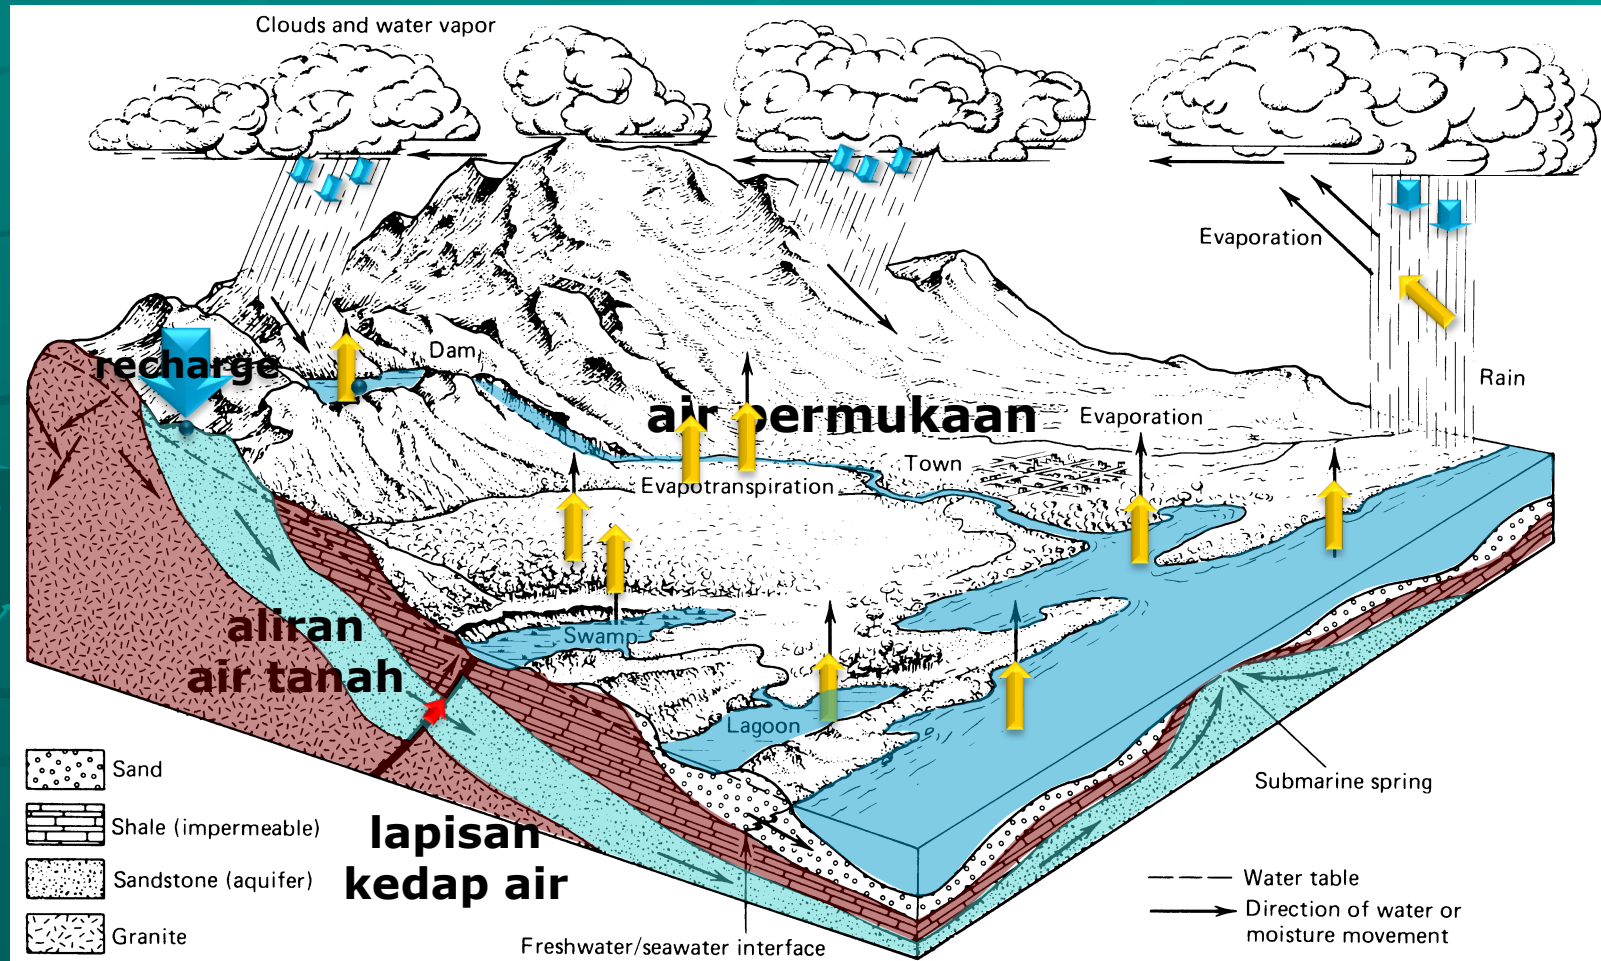 Clouds and water vapor
Evaporation
recharge
Dam
Rain
air permukaan
Evaporation
Town
Evapotranspiration
aliran
air tanah
Swamp
Lagoon
Submarine spring
Sand
Shale (impermeable)
Sandstone (aquifer)
Granite
lapisan
kedap air
Freshwater/seawater interface
Water table
Direction of water or
moisture movement